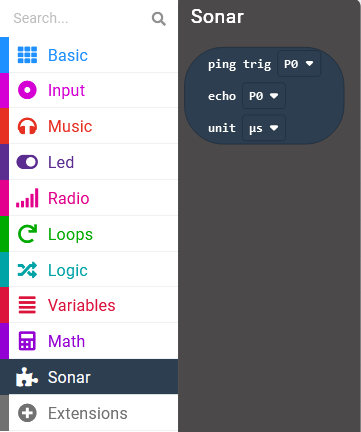 Search...
Basic
Input
Music
Led
Radio
Loops
Logic
Variables
Math
Sonar
Extensions
Sonar
ping trig P0
echo P0
unit µs